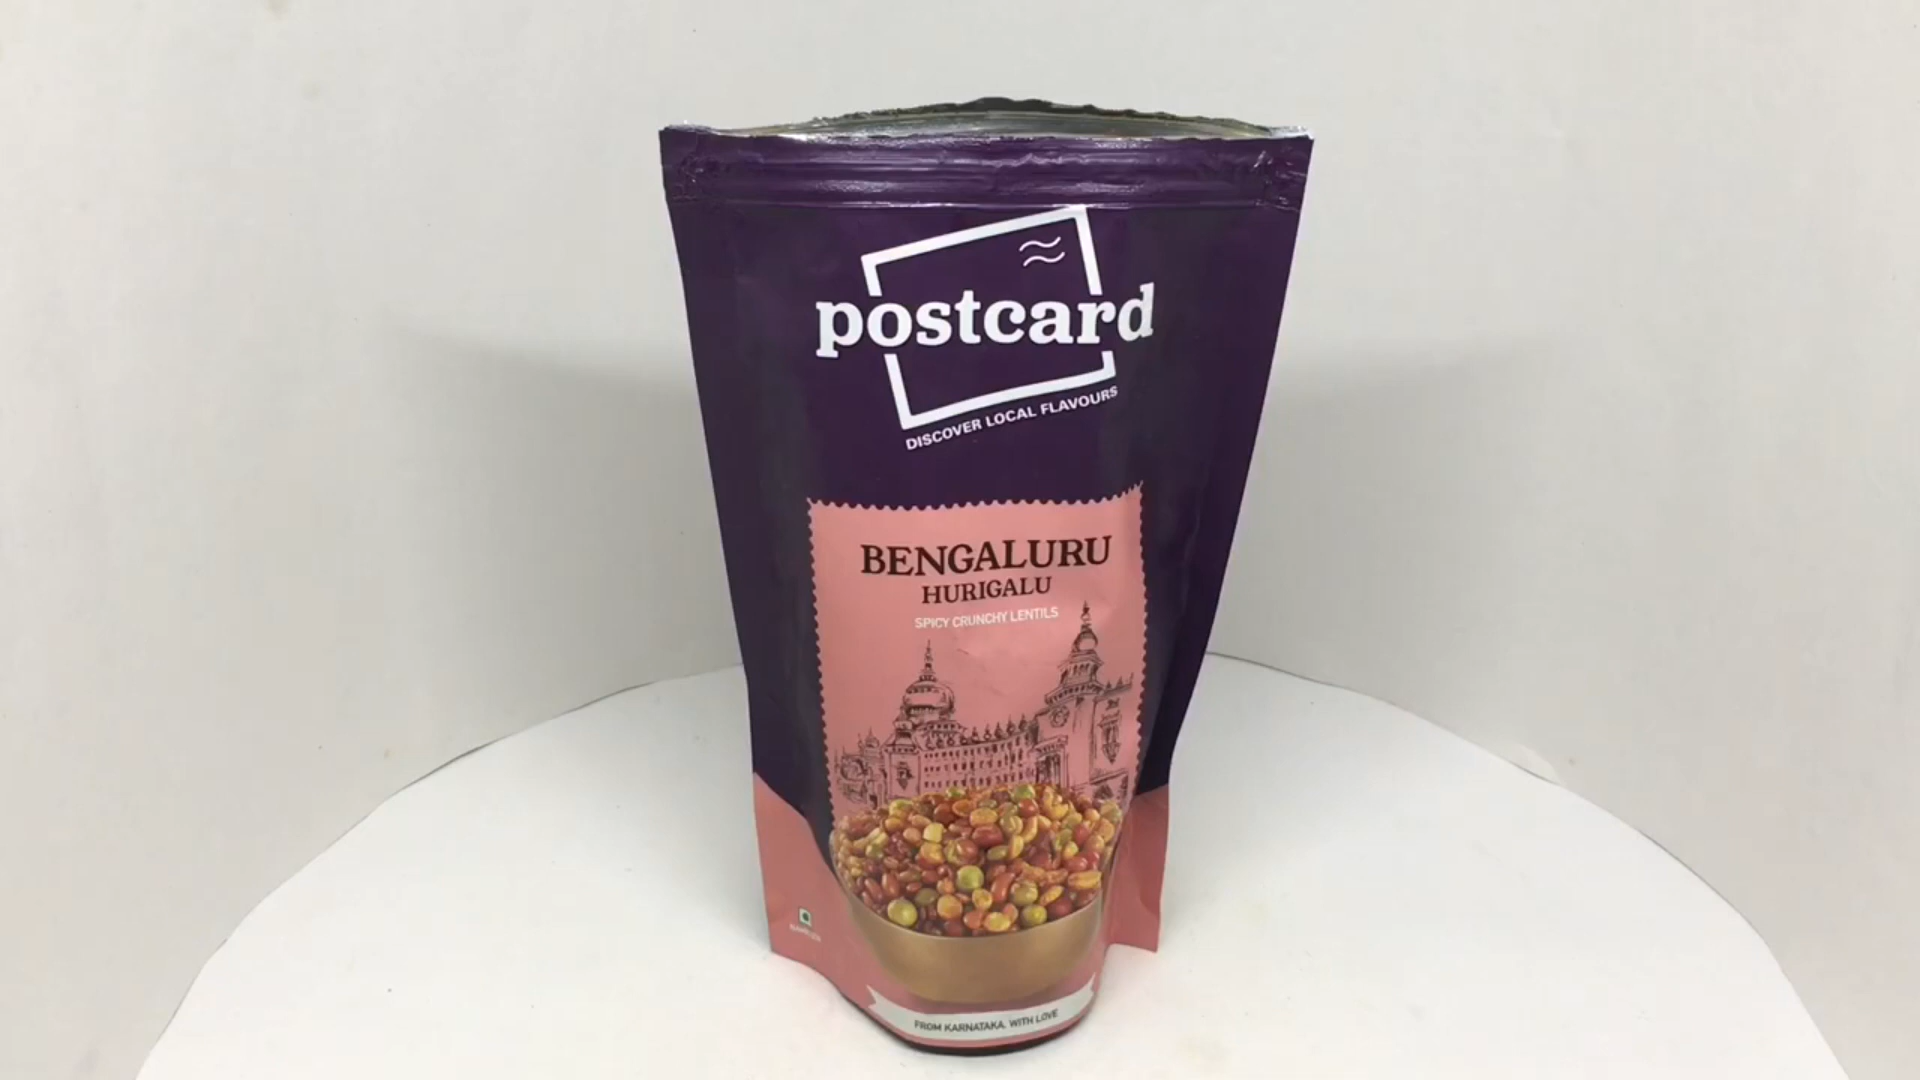 postcard
DISCOVER LOCAL FLAVOURS
BENGALURU
HURIGALU
SPICY CRUNCHY LENTILS
FROM KARNATAKA, WITH LOVE